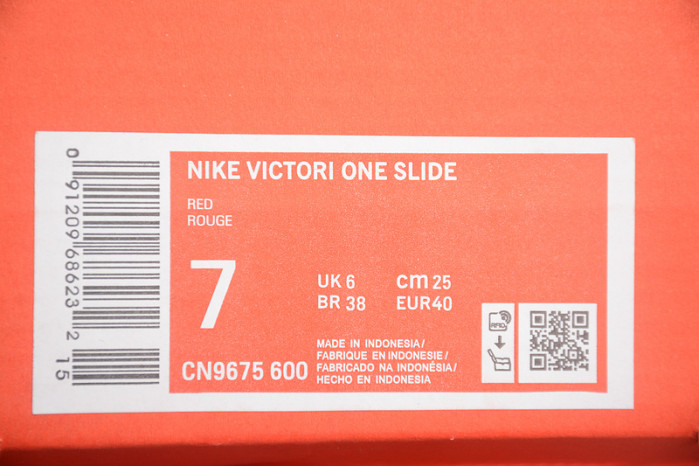 NIKE VICTORI ONE SLIDE
RED
ROUGE
7
UK 6
cm 25
BR 38
EUR40
CN9675 600
MADE IN INDONESIA/
FABRIQUE EN INDONESIE/
FABRICADO NA INDONÉSIA/
HECHO EN INDONESIA
RFID
0 91209 68623 2
15